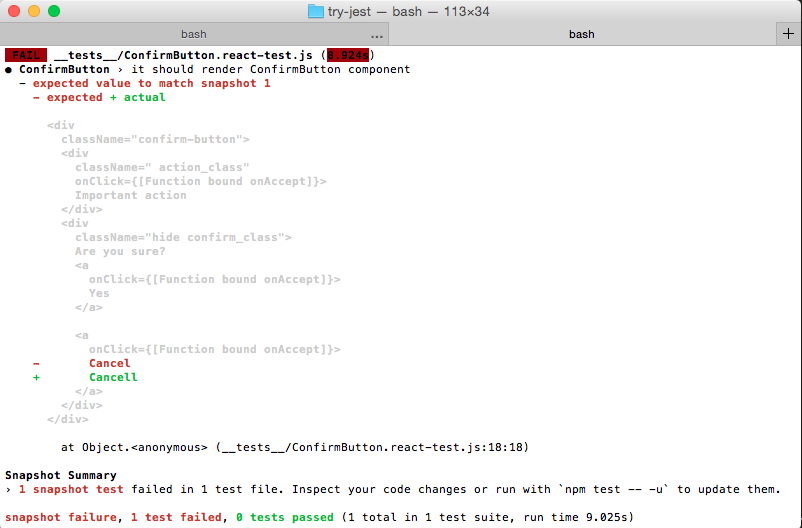 try-jest — bash — 113×34
bash ... bash +
FAIL __tests__/ConfirmButton.react-test.js (8.924s)
● ConfirmButton › it should render ConfirmButton component
- expected value to match snapshot 1
- expected + actual
<div
className="confirm-button">
<div
className=" action_class"
onClick={[Function bound onAccept]}>
Important action
</div>
<div
className="hide confirm_class">
Are you sure?
<a
onClick={[Function bound onAccept]}>
Yes
</a>
<a
onClick={[Function bound onAccept]}>
- Cancel
+ Cancell
</a>
</div>
</div>
at Object.<anonymous> (__tests__/ConfirmButton.react-test.js:18:18)
Snapshot Summary
› 1 snapshot test failed in 1 test file. Inspect your code changes or run with `npm test -- -u` to update them.
snapshot failure, 1 test failed, 0 tests passed (1 total in 1 test suite, run time 9.025s)